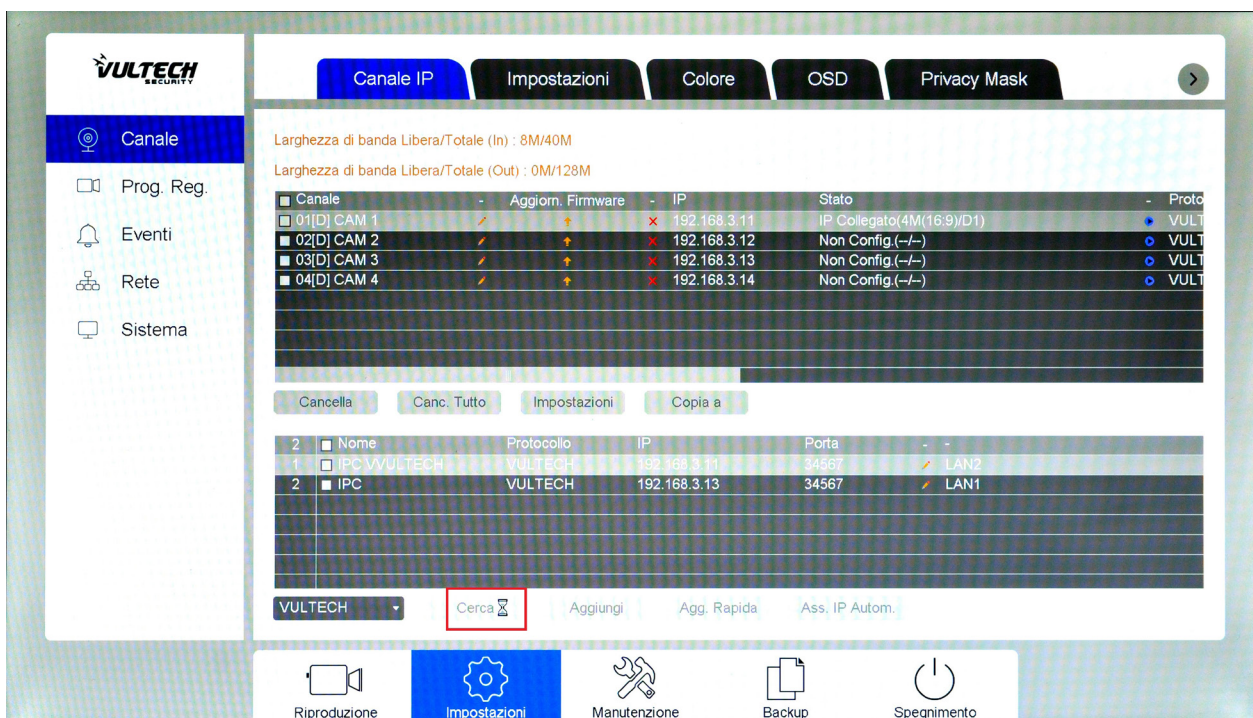 VULTECH
SECURITY
Canale IP Impostazioni Colore OSD Privacy Mask
Canale
Prog. Reg.
Eventi
Rete
Sistema
Larghezza di banda Libera/Totale (In) : 8M/40M
Larghezza di banda Libera/Totale (Out) : 0M/128M
Canale - Aggiorn. Firmware - IP Stato - Proto
01[D] CAM 1 192.168.3.11 IP Collegato(4M(16:9)/D1) VULT
02[D] CAM 2 192.168.3.12 Non Config.(--/--) VULT
03[D] CAM 3 192.168.3.13 Non Config.(--/--) VULT
04[D] CAM 4 192.168.3.14 Non Config.(--/--) VULT
Cancella Canc. Tutto Impostazioni Copia a
2 Nome Protocollo IP Porta - -
1 IPC VVULTECH VULTECH 192.168.3.11 34567 LAN2
2 IPC VULTECH 192.168.3.13 34567 LAN1
VULTECH Cerca Aggiungi Agg. Rapida Ass. IP Autom.
Riproduzione Impostazioni Manutenzione Backup Spegnimento